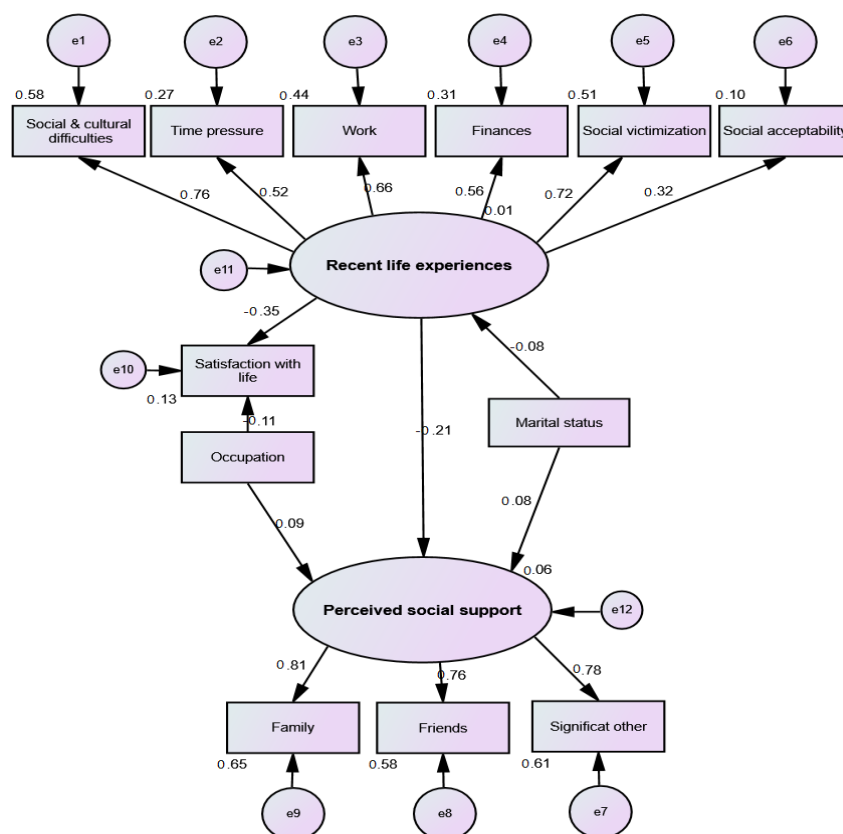 e1
e2
e3
e4
e5
e6
0.58
0.27
0.44
0.31
0.51
0.10
Social & cultural
difficulties
Time pressure
Work
Finances
Social victimization
Social acceptability
0.76
0.52
0.66
0.56
0.01
0.72
0.32
Recent life experiences
e11
-0.35
-0.08
Satisfaction with
life
e10
0.13
-0.11
-0.21
Marital status
Occupation
0.09
0.08
0.06
Perceived social support
e12
0.81
0.76
0.78
Family
Friends
Significat other
0.65
0.58
0.61
e9
e8
e7